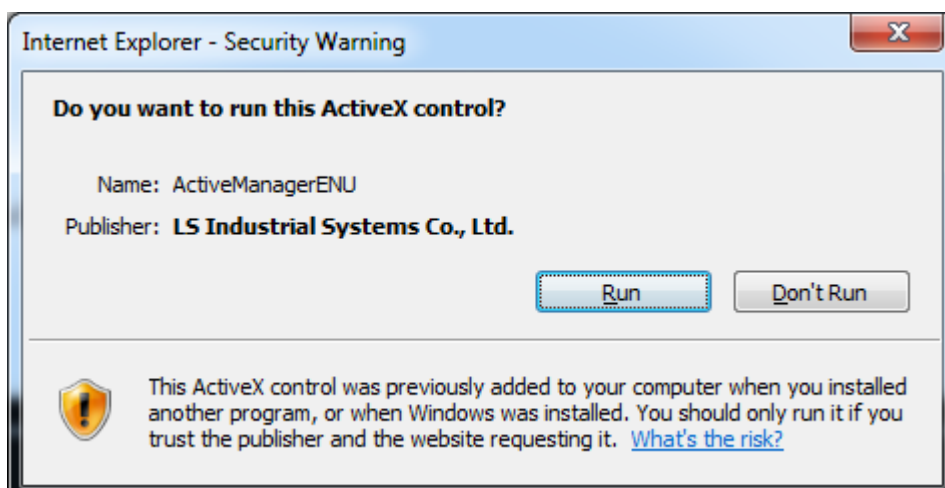 Internet Explorer - Security Warning
Do you want to run this ActiveX control?
Name: ActiveManagerENU
Publisher: LS Industrial Systems Co., Ltd.
Run Don't Run
This ActiveX control was previously added to your computer when you installed
another program, or when Windows was installed. You should only run it if you
trust the publisher and the website requesting it. What's the risk?